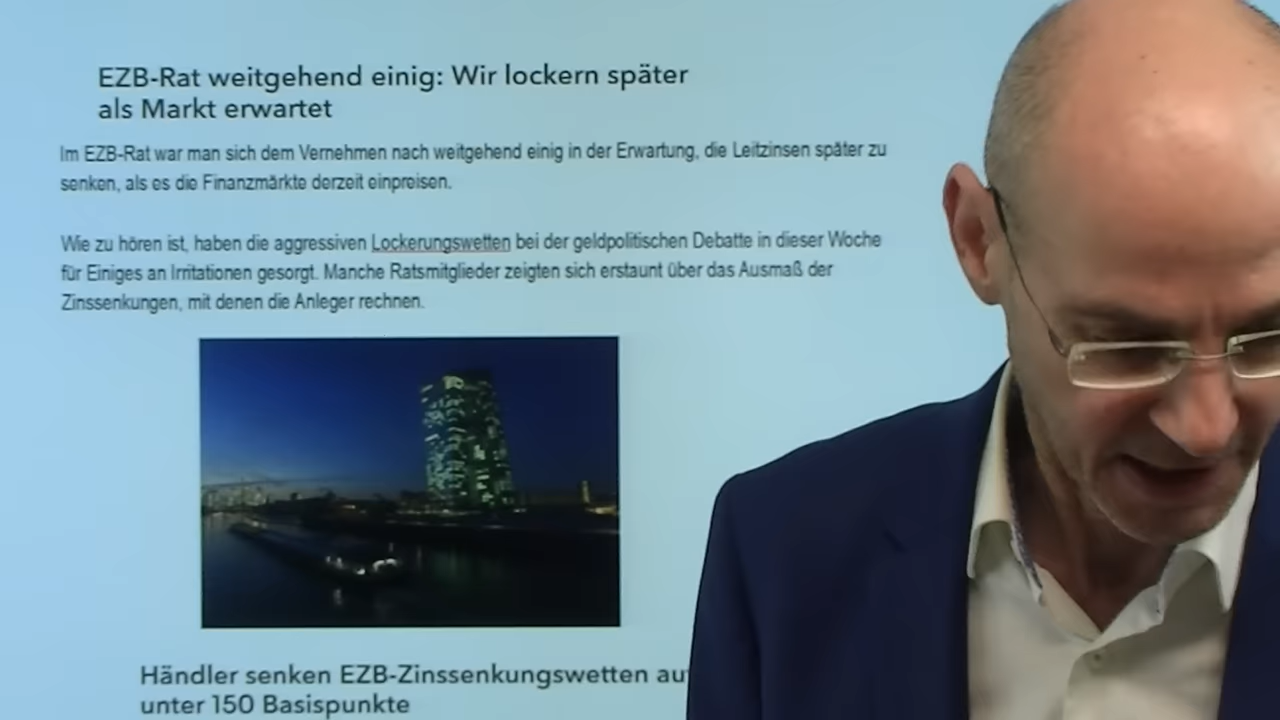 EZB-Rat weitgehend einig: Wir lockern später
als Markt erwartet
Im EZB-Rat war man sich dem Vernehmen nach weitgehend einig in der Erwartung, die Leitzinsen später zu
senken, als es die Finanzmärkte derzeit einpreisen.
Wie zu hören ist, haben die aggressiven Lockerungswetten bei der geldpolitischen Debatte in dieser Woche
für Einiges an Irritationen gesorgt. Manche Ratsmitglieder zeigten sich erstaunt über das Ausmaß der
Zinssenkungen, mit denen die Anleger rechnen.
Händler senken EZB-Zinssenkungswetten au
unter 150 Basispunkte